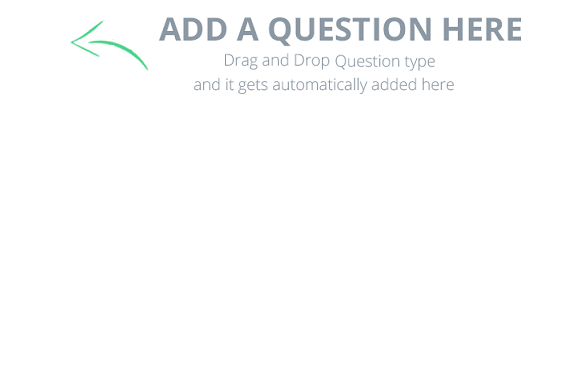 ADD A QUESTION HERE
Drag and Drop Question type
and it gets automatically added here